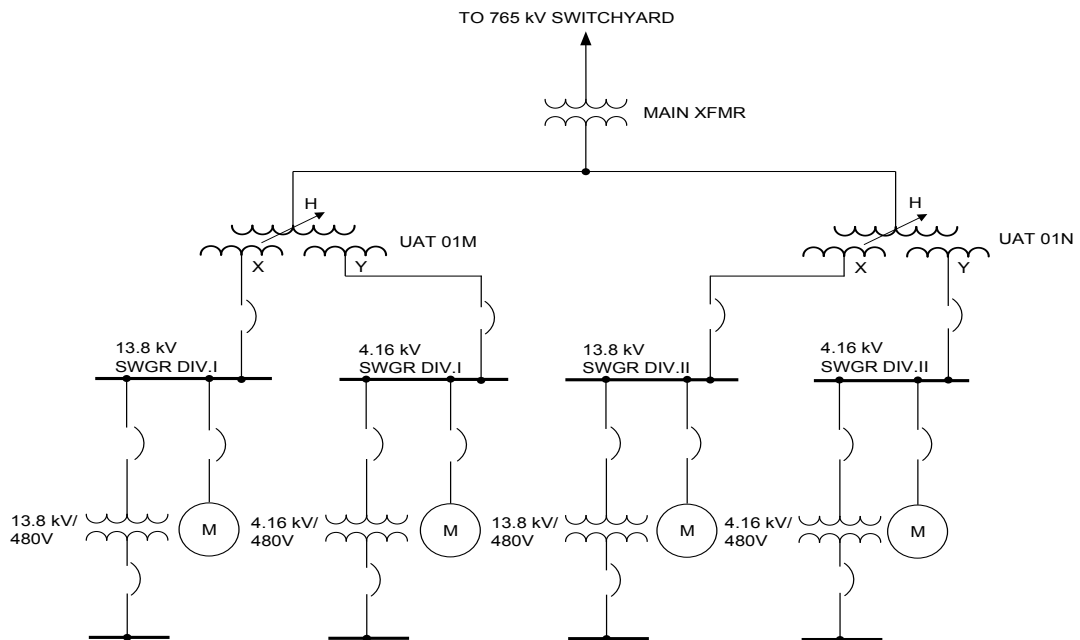 TO 765 kV SWITCHYARD
MAIN XFMR
H
UAT 01M
X
Y
H
UAT 01N
X
Y
13.8 kV
SWGR DIV.I
4.16 kV
SWGR DIV.I
13.8 kV
SWGR DIV.II
4.16 kV
SWGR DIV.II
13.8 kV/
480V
M
4.16 kV/
480V
M
13.8 kV/
480V
M
4.16 kV/
480V
M